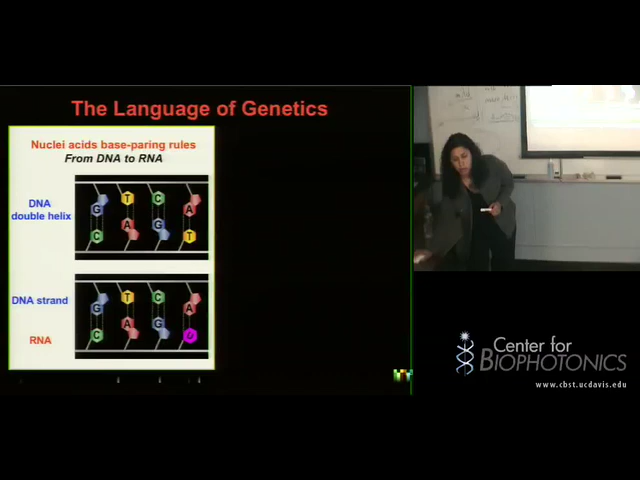 The Language of Genetics
Nuclei acids base-paring rules
From DNA to RNA
DNA
double helix
G T C A
C A G T
DNA strand
G T C A
RNA
C A G U
Center for
BIOPHOTONICS
www.cbst.ucdavis.edu